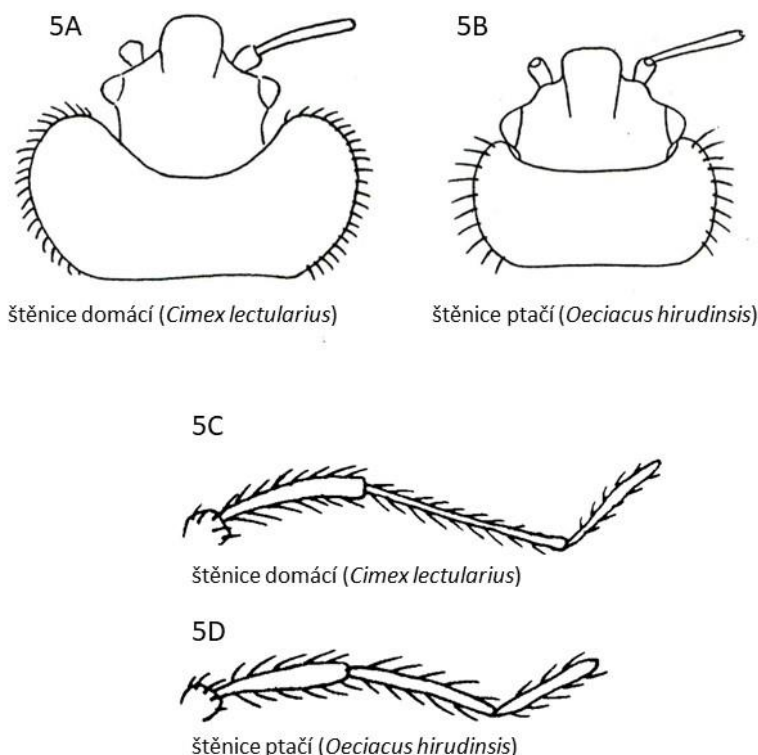 5A
5B
štěnice domácí (Cimex lectularius)
štěnice ptačí (Oeciacus hirudinsis)
5C
štěnice domácí (Cimex lectularius)
5D
štěnice ptačí (Oeciacus hirudinsis)